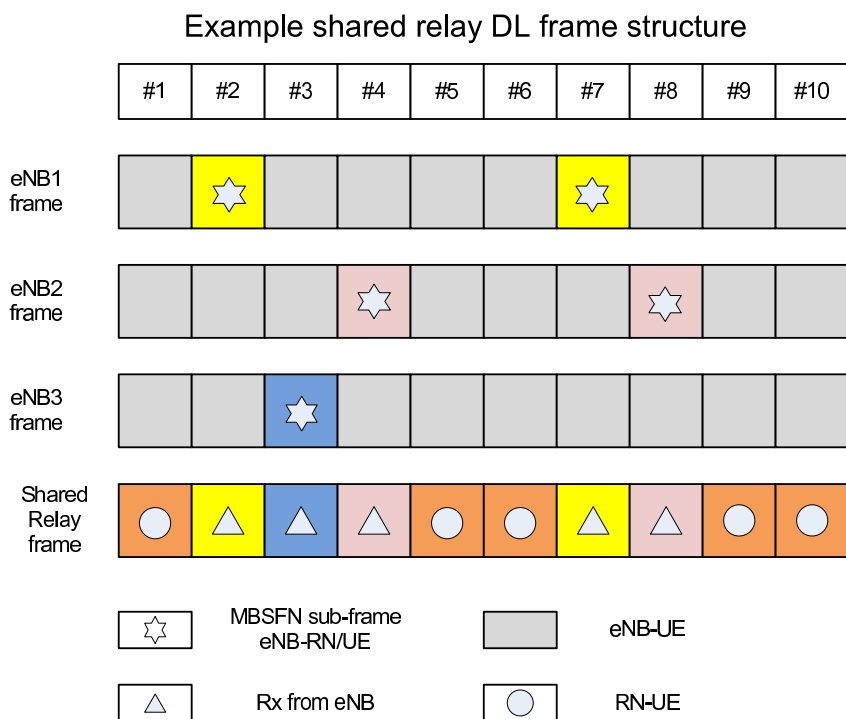 Example shared relay DL frame structure
#1 #2 #3 #4 #5 #6 #7 #8 #9 #10
eNB1
frame
eNB2
frame
eNB3
frame
Shared
Relay
frame
MBSFN sub-frame
eNB-RN/UE
eNB-UE
Rx from eNB
RN-UE